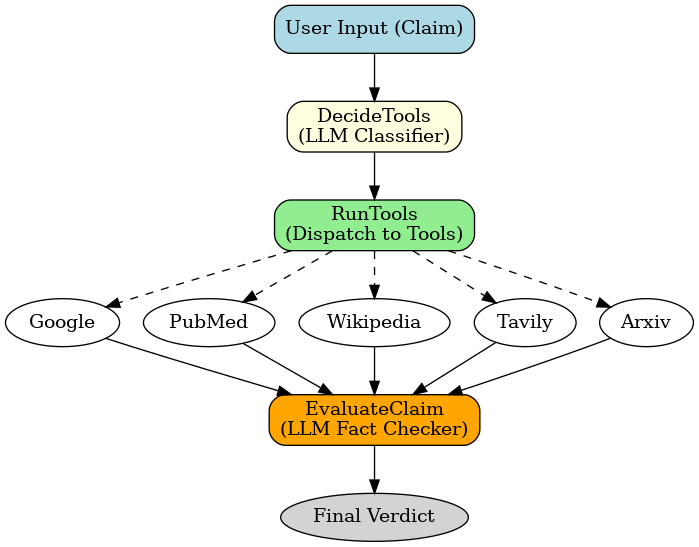 User Input (Claim)
DecideTools
(LLM Classifier)
RunTools
(Dispatch to Tools)
Google
PubMed
Wikipedia
Tavily
Arxiv
EvaluateClaim
(LLM Fact Checker)
Final Verdict